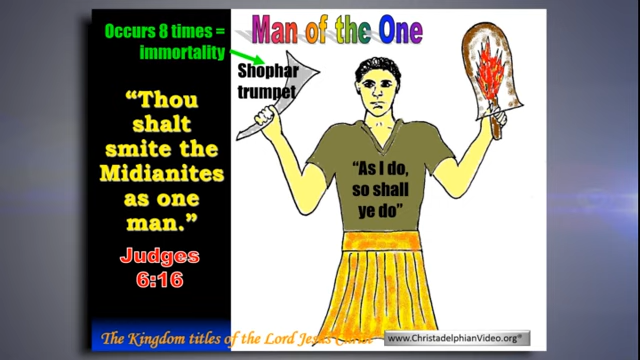 Occurs 8 times =
immortality
Man of the One
Shophar
trumpet
“Thou
shalt
smite the
Midianites
as one
man.”
Judges
6:16
“As I do,
so shall
ye do”
The Kingdom titles of the Lord Jesus Christ –
www.ChristadelphianVideo.org®